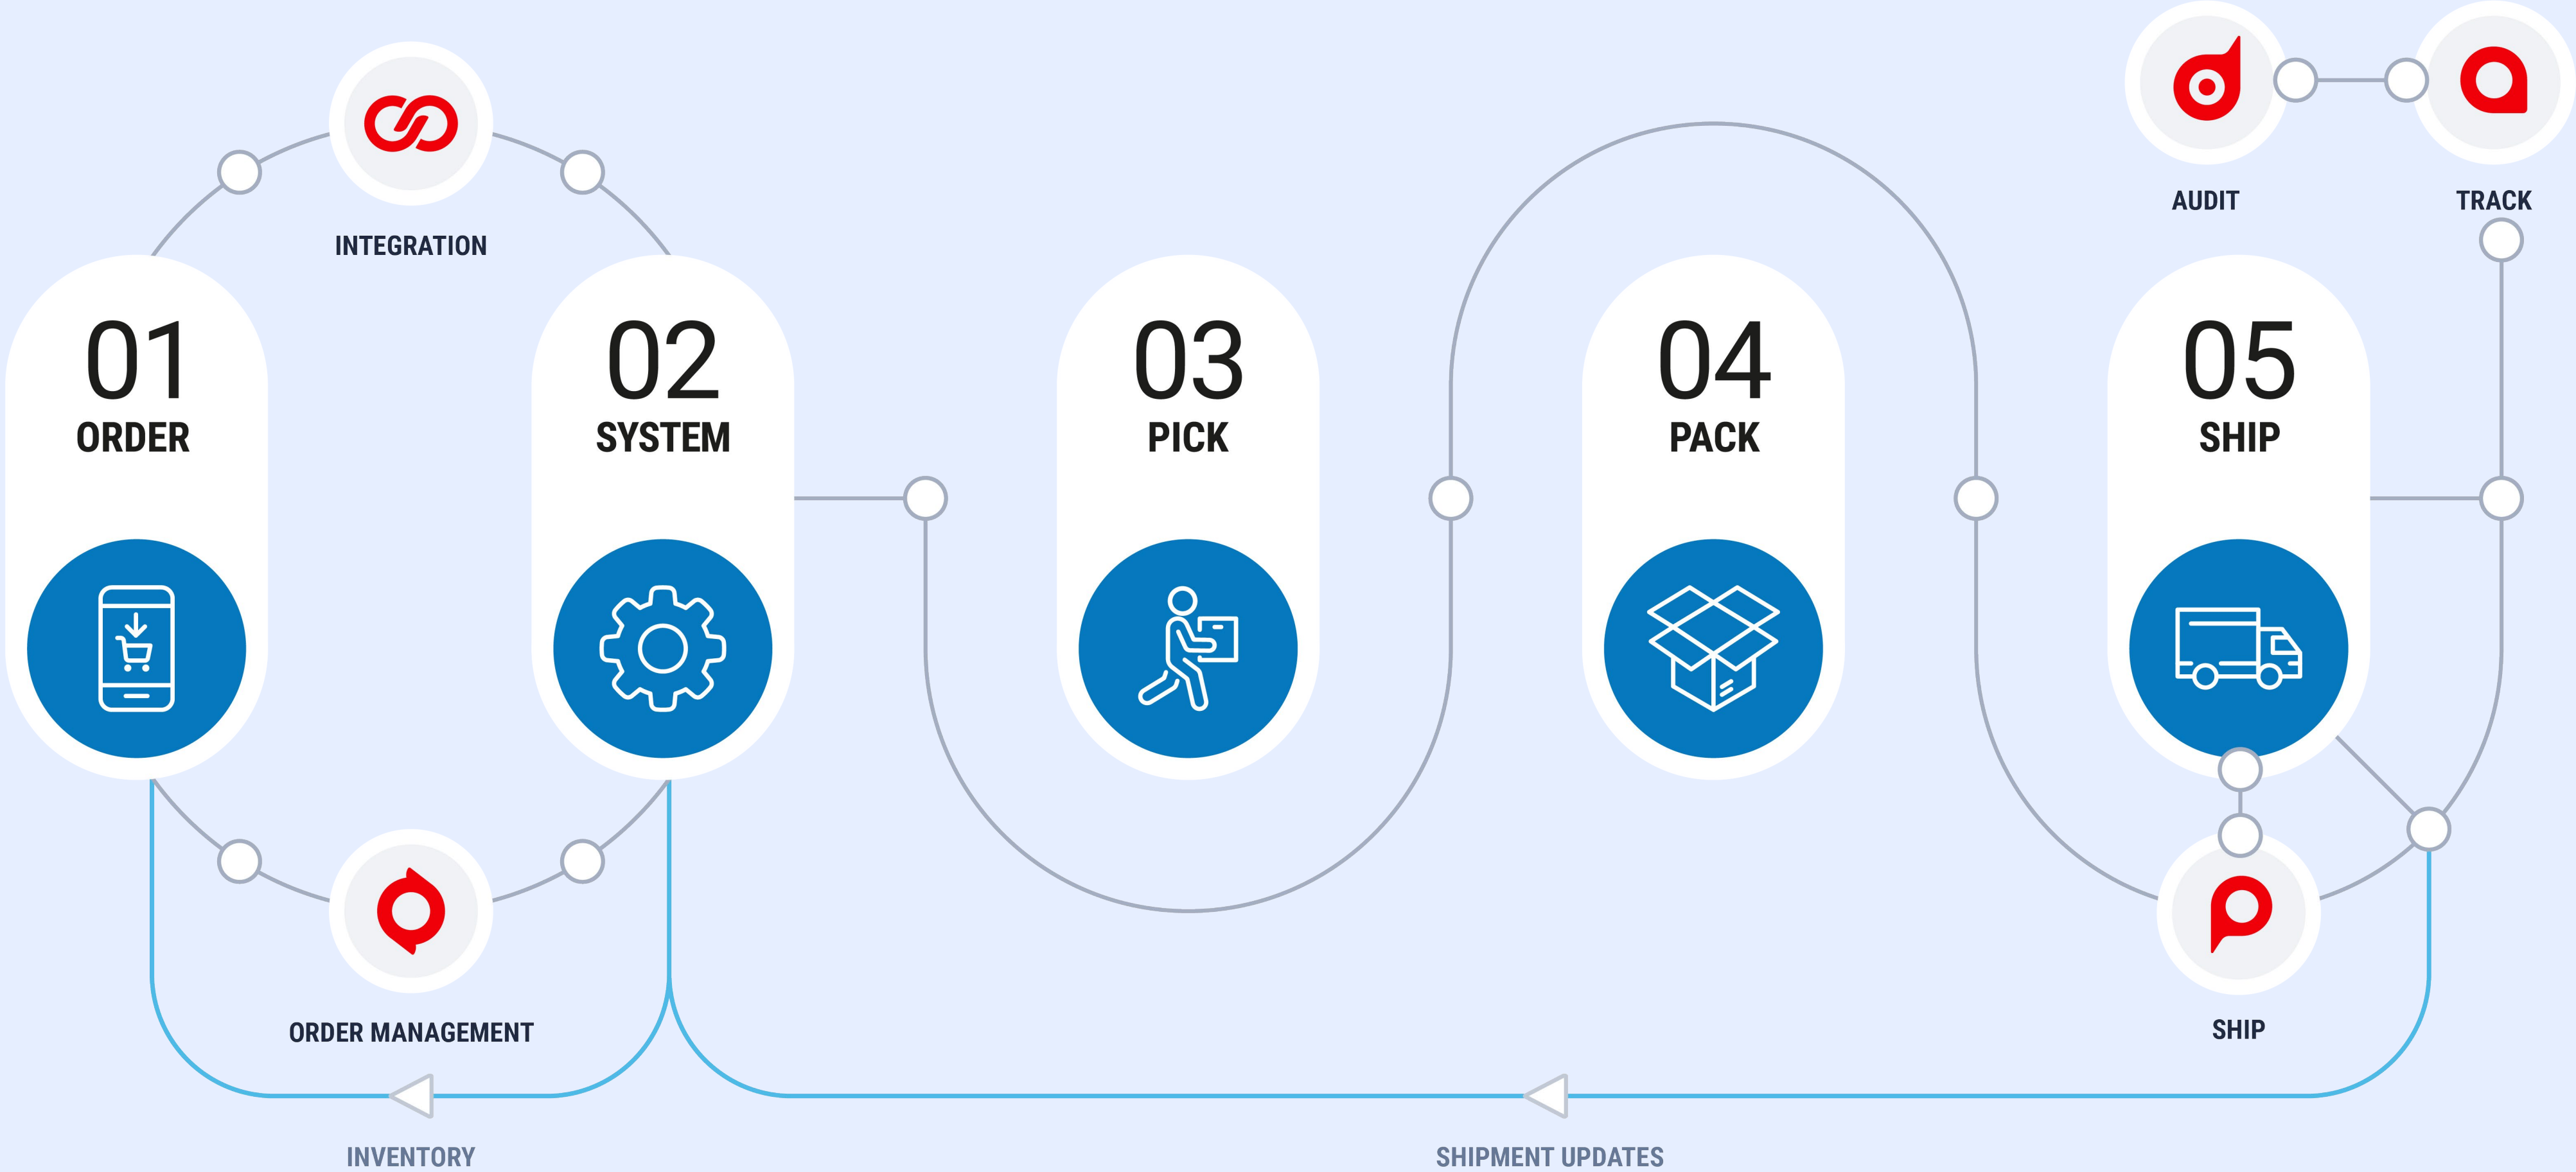 INTEGRATION
AUDIT
TRACK
01
ORDER
02
SYSTEM
03
PICK
04
PACK
05
SHIP
ORDER MANAGEMENT
SHIP
INVENTORY
SHIPMENT UPDATES